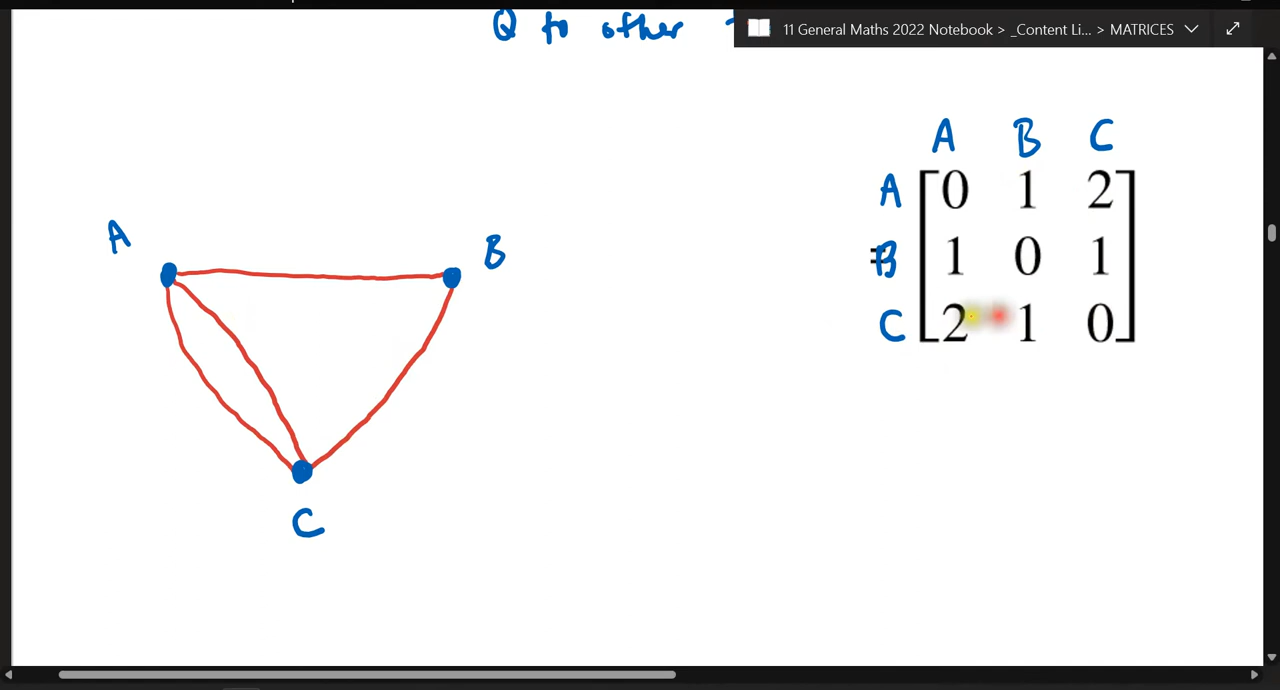 Q to other
11 General Maths 2022 Notebook > _Content Li... > MATRICES
A B C
A 0 1 2
B 1 0 1
C 2 1 0
A
B
C